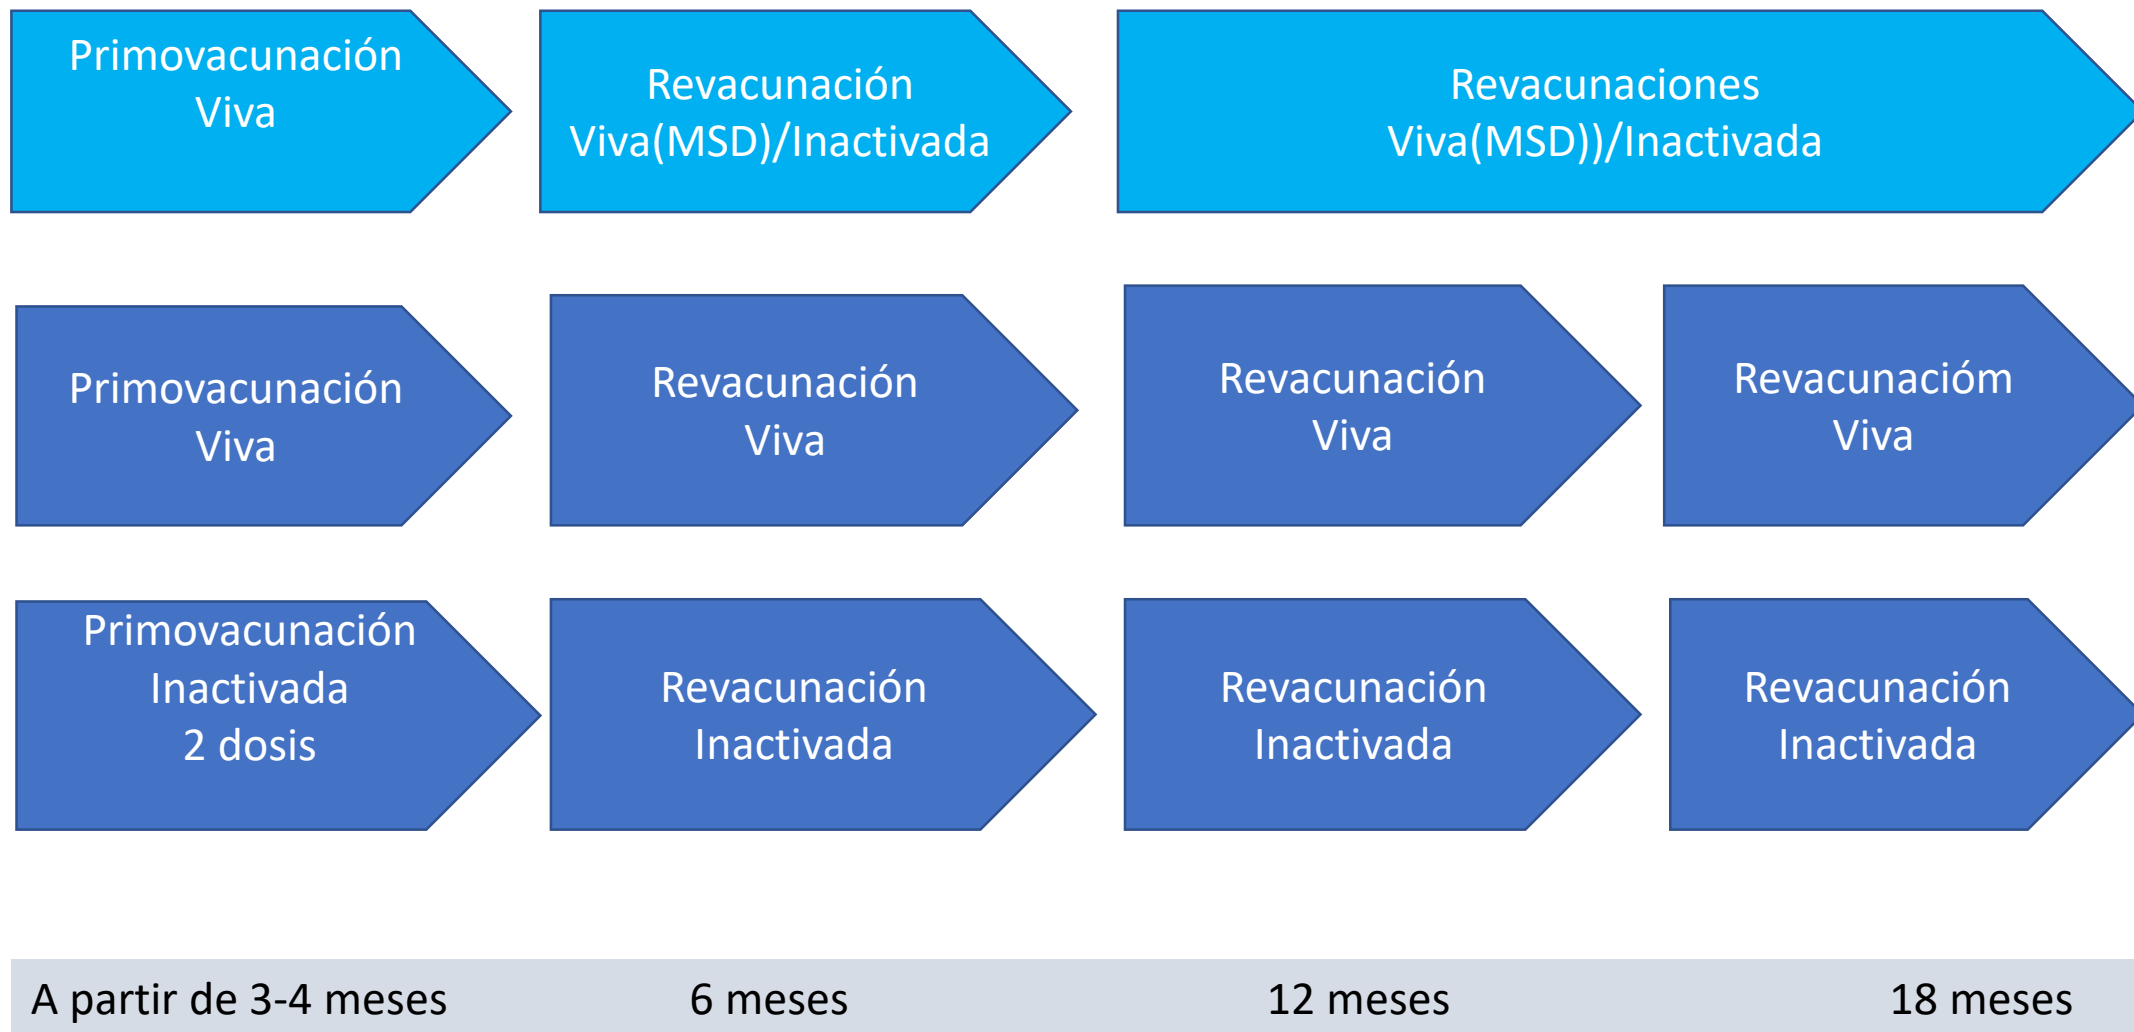 Primovacunación
Viva
Revacunación
Viva(MSD)/Inactivada
Revacunaciones
Viva(MSD))/Inactivada
Primovacunación
Viva
Revacunación
Viva
Revacunación
Viva
Revacunacióm
Viva
Primovacunación
Inactivada
2 dosis
Revacunación
Inactivada
Revacunación
Inactivada
Revacunación
Inactivada
A partir de 3-4 meses
6 meses
12 meses
18 meses